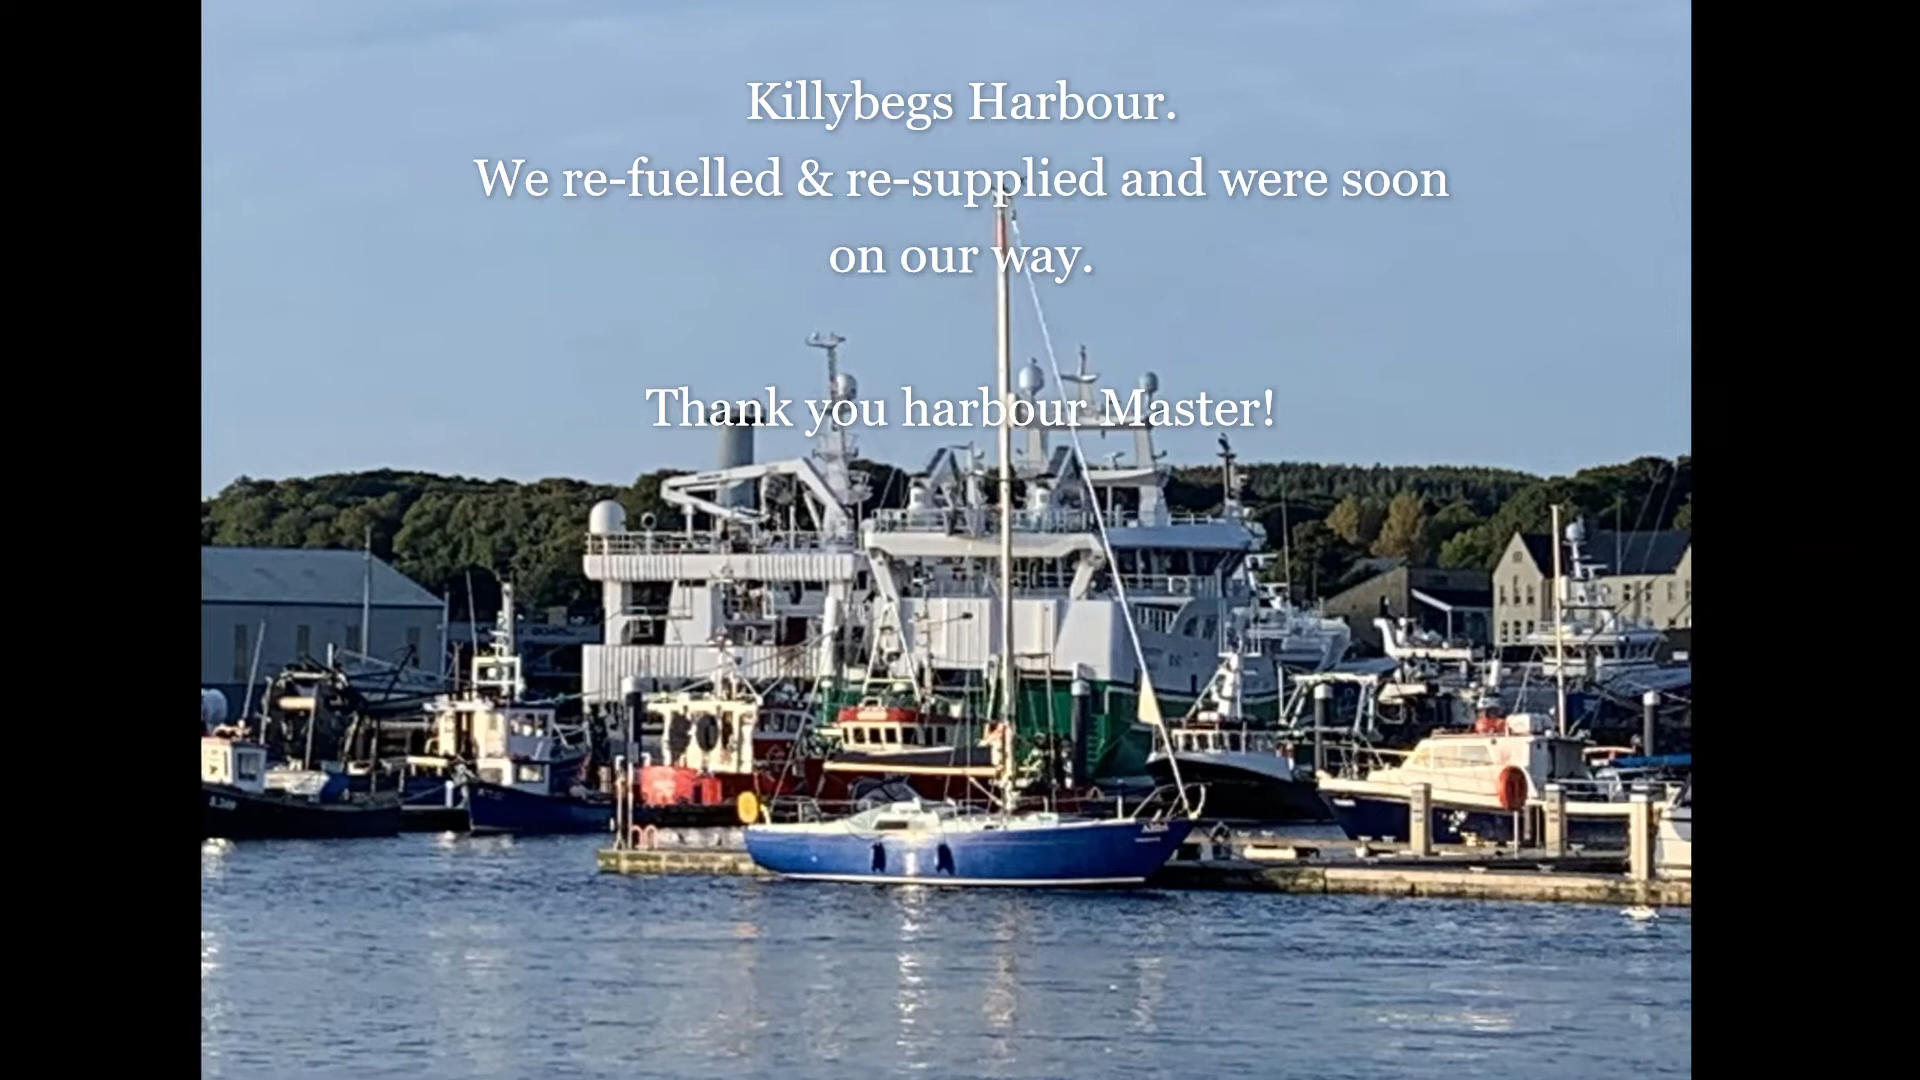 Killybegs Harbour.
We re-fuelled & re-supplied and were soon
on our way.
Thank you harbour Master!